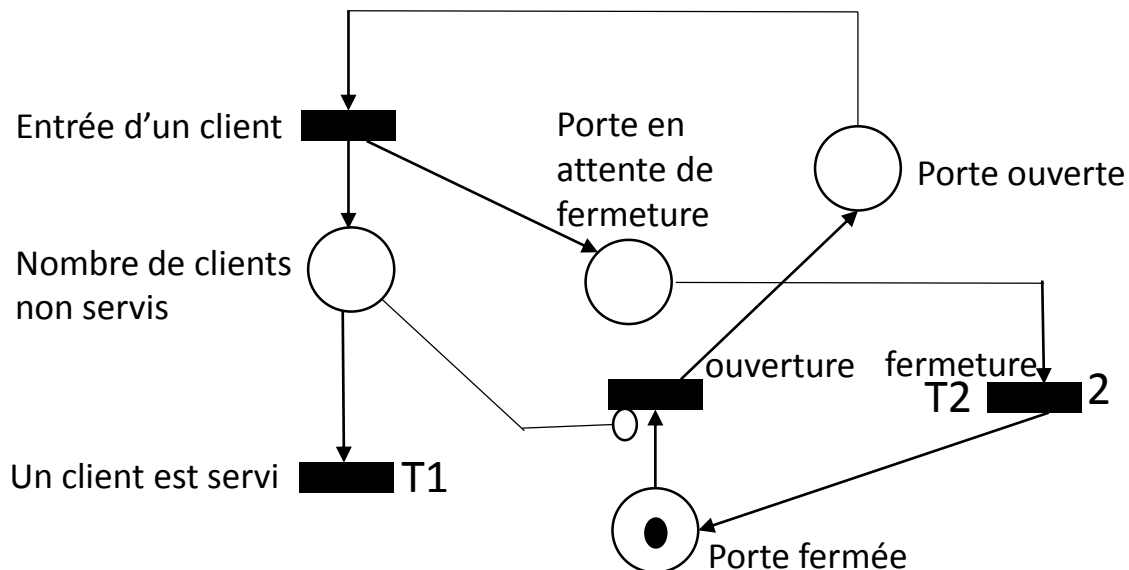 Entrée d’un client
Porte en
attente de
fermeture
Porte ouverte
Nombre de clients
non servis
ouverture
fermeture
T2
2
Un client est servi
T1
Porte fermée